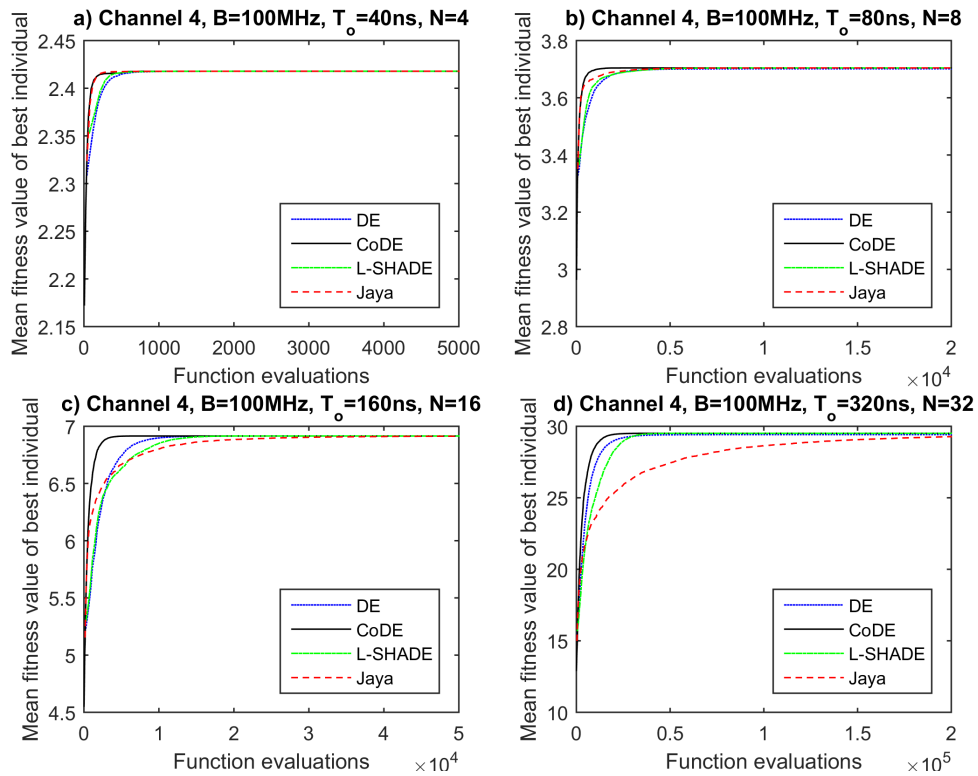 a) Channel 4, B=100MHz, T_o=40ns, N=4
Mean fitness value of best individual
2.45
2.4
2.35
2.3
2.25
2.2
2.15
DE
CoDE
L-SHADE
Jaya
0 1000 2000 3000 4000 5000
Function evaluations
b) Channel 4, B=100MHz, T_o=80ns, N=8
Mean fitness value of best individual
3.8
3.6
3.4
3.2
3
2.8
DE
CoDE
L-SHADE
Jaya
0 0.5 1 1.5 2
Function evaluations
×10^4
c) Channel 4, B=100MHz, T_o=160ns, N=16
Mean fitness value of best individual
7
6.5
6
5.5
5
4.5
DE
CoDE
L-SHADE
Jaya
0 1 2 3 4 5
Function evaluations
×10^4
d) Channel 4, B=100MHz, T_o=320ns, N=32
Mean fitness value of best individual
30
25
20
15
10
DE
CoDE
L-SHADE
Jaya
0 0.5 1 1.5 2
Function evaluations
×10^5